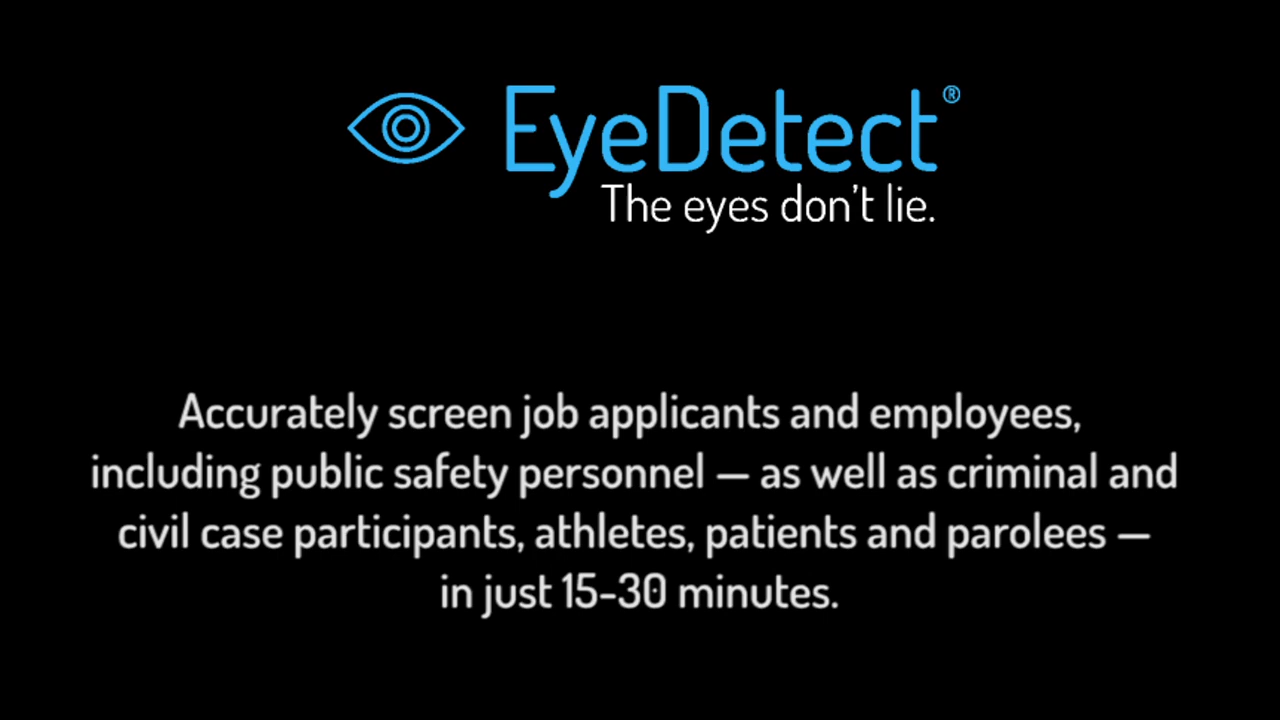 EyeDetect®
The eyes don't lie.
Accurately screen job applicants and employees,
including public safety personnel — as well as criminal and
civil case participants, athletes, patients and parolees —
in just 15-30 minutes.